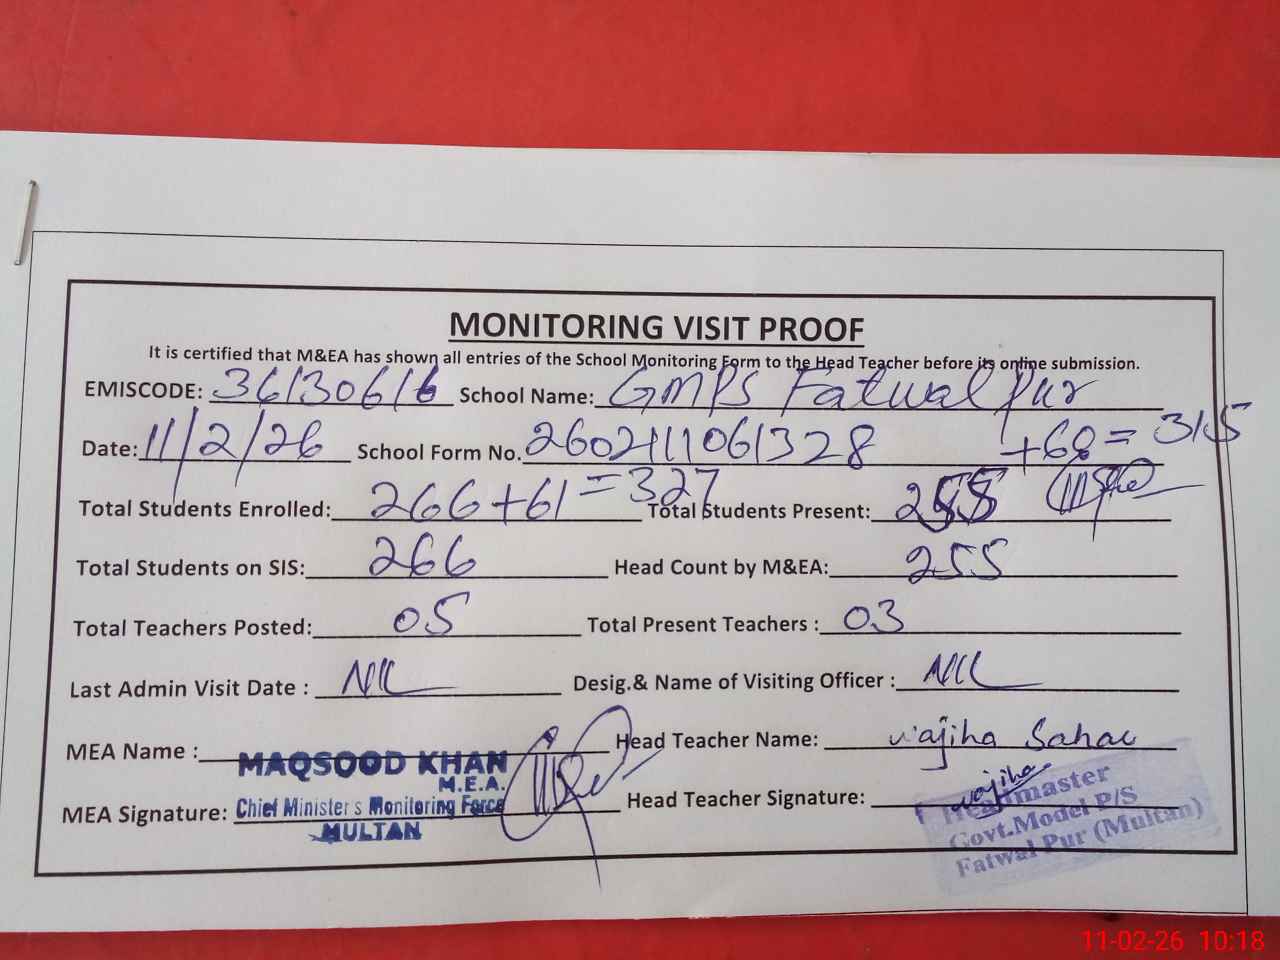 MONITORING VISIT PROOF
It is certified that M&EA has shown all entries of the School Monitoring Form to the Head Teacher before its online submission.
EMISCODE: 36130616 School Name: GMPS Fatwal Pur
Date: 11/2/26 School Form No. 2602111061328 +60 = 315
Total Students Enrolled: 266+61 = 327 Total Students Present: 255
Total Students on SIS: 266 Head Count by M&EA: 255
Total Teachers Posted: 05 Total Present Teachers : 03
Last Admin Visit Date : NIL Desig.& Name of Visiting Officer : NIL
MEA Name : Head Teacher Name: Wajiha Sahar
MAQSOOD KHAN
M.E.A.
MEA Signature: Chief Minister's Monitoring Force Head Teacher Signature: wajiha
MULTAN
Headmaster
Govt.Model P/S
Fatwal Pur (Multan)
11-02-26 10:18